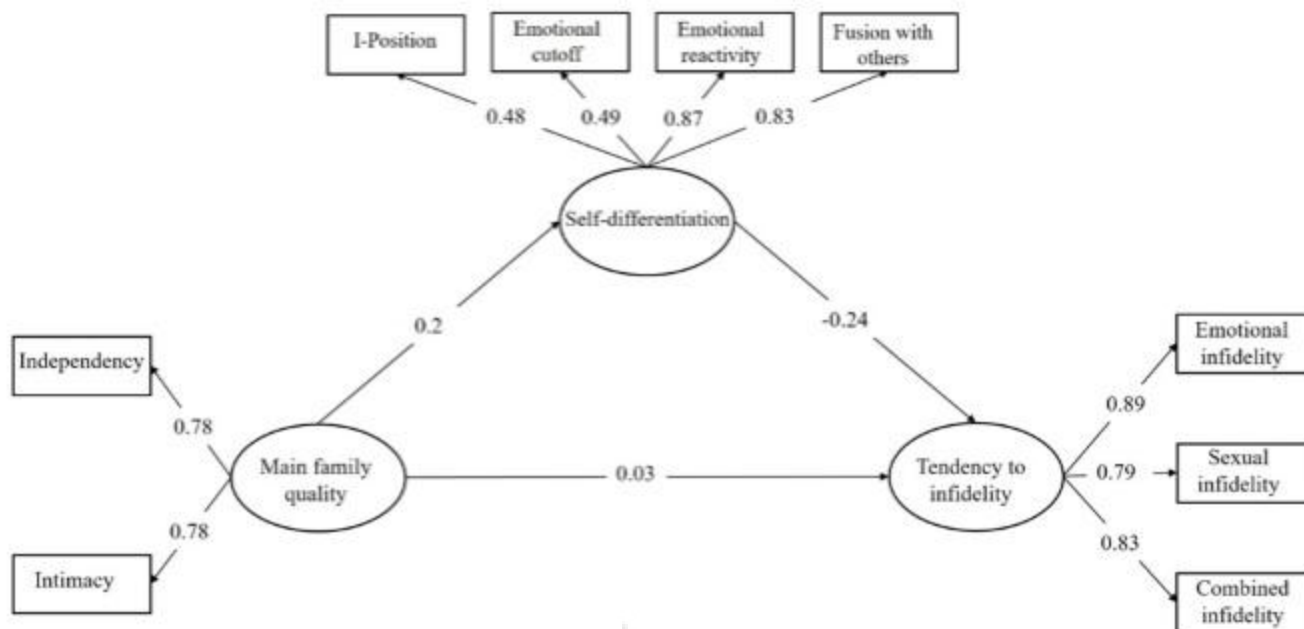 I-Position
Emotional
cutoff
Emotional
reactivity
Fusion with
others
0.48
0.49
0.87
0.83
Self-differentiation
0.2
-0.24
Independency
0.78
Main family
quality
0.78
Intimacy
0.03
Tendency to
infidelity
Emotional
infidelity
0.89
Sexual
infidelity
0.79
0.83
Combined
infidelity